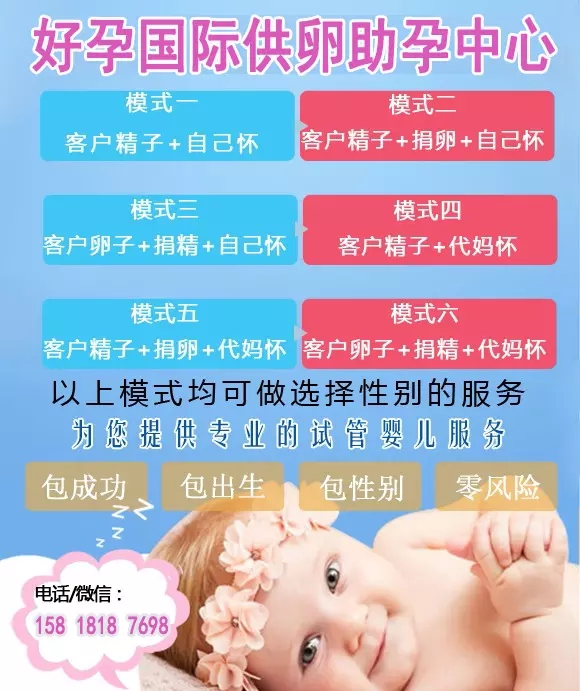 好孕国际供卵助孕中心
模式一
客户精子+自己怀
模式二
客户精子+捐卵+自己怀
模式三
客户卵子+捐精+自己怀
模式四
客户精子+代妈怀
模式五
客户精子+捐卵+代妈怀
模式六
客户卵子+捐精+代妈怀
以上模式均可做选择性别的服务
为您提供专业的试管婴儿服务
包成功
包出生
包性别
零风险
z z z z
电话/微信：
158 1818 7698